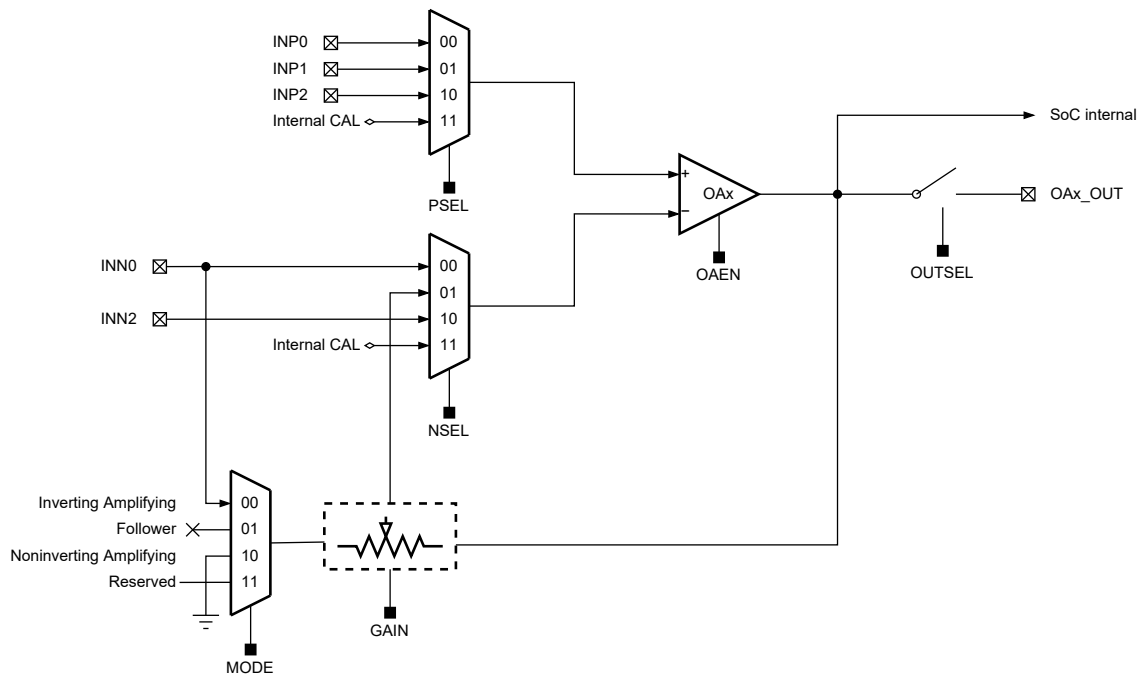 INP0
00
INP1
01
INP2
10
Internal CAL
11
PSEL
SoC internal
+
OAx
−
OAx_OUT
OAEN
OUTSEL
INN0
00
01
INN2
10
Internal CAL
11
NSEL
Inverting Amplifying
00
Follower
01
Noninverting Amplifying
10
Reserved
11
GAIN
MODE